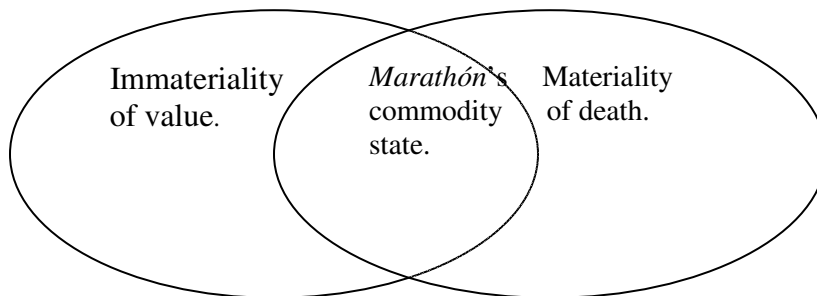 Immateriality
of value.
Marathón's
commodity
state.
Materiality
of death.